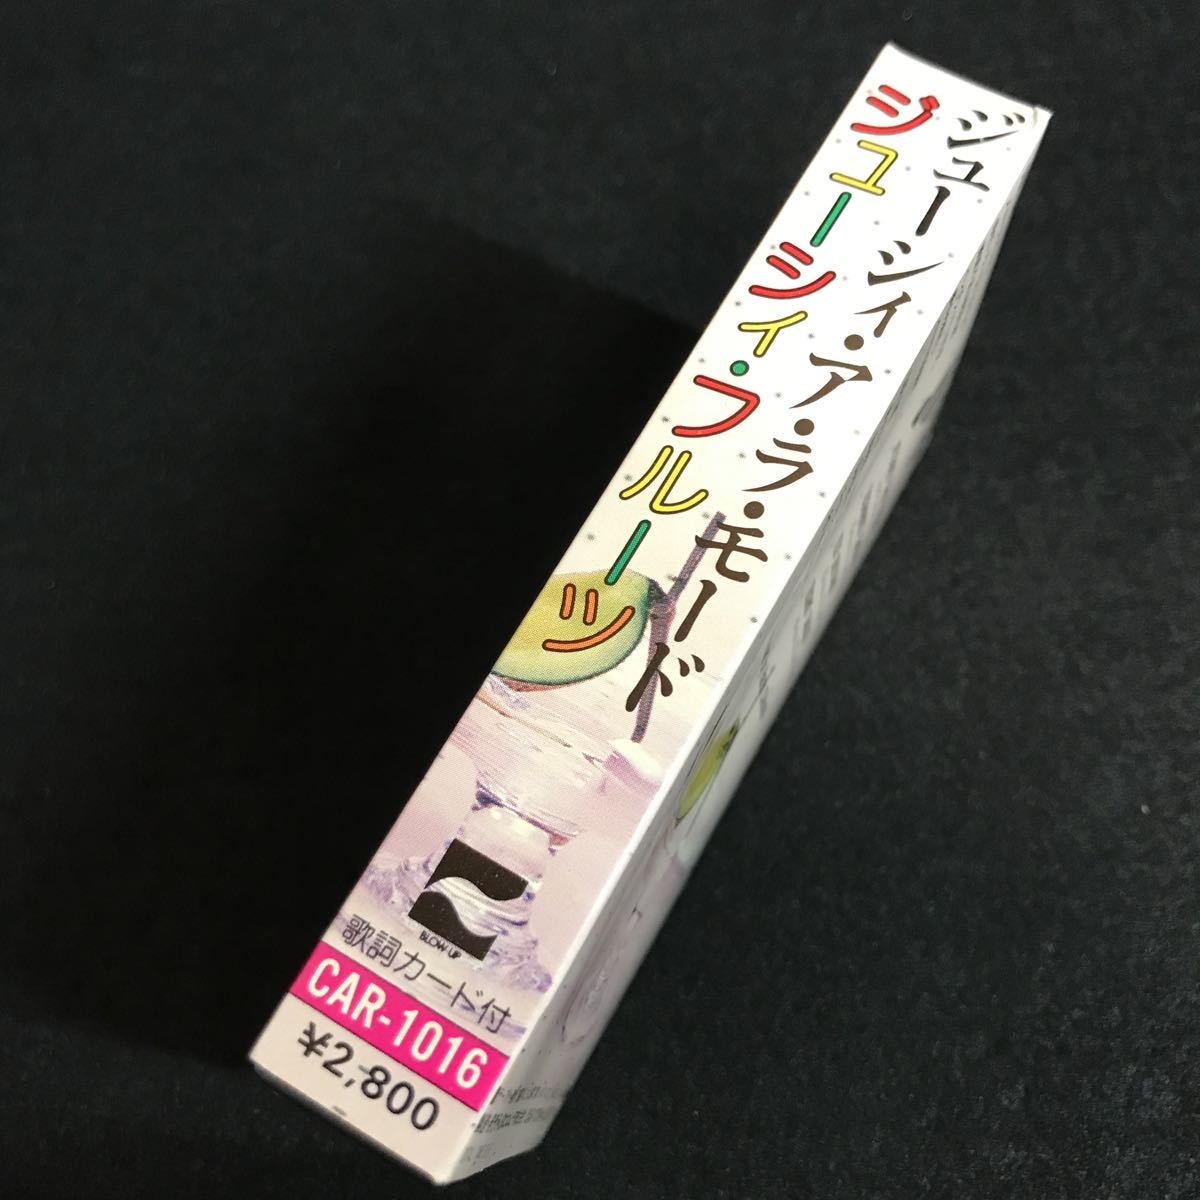 ジューシィ・ア・ラ・モード
ジューシィ・フルーツ
BLOW UP
歌詞カード付
CAR-1016
¥2,800